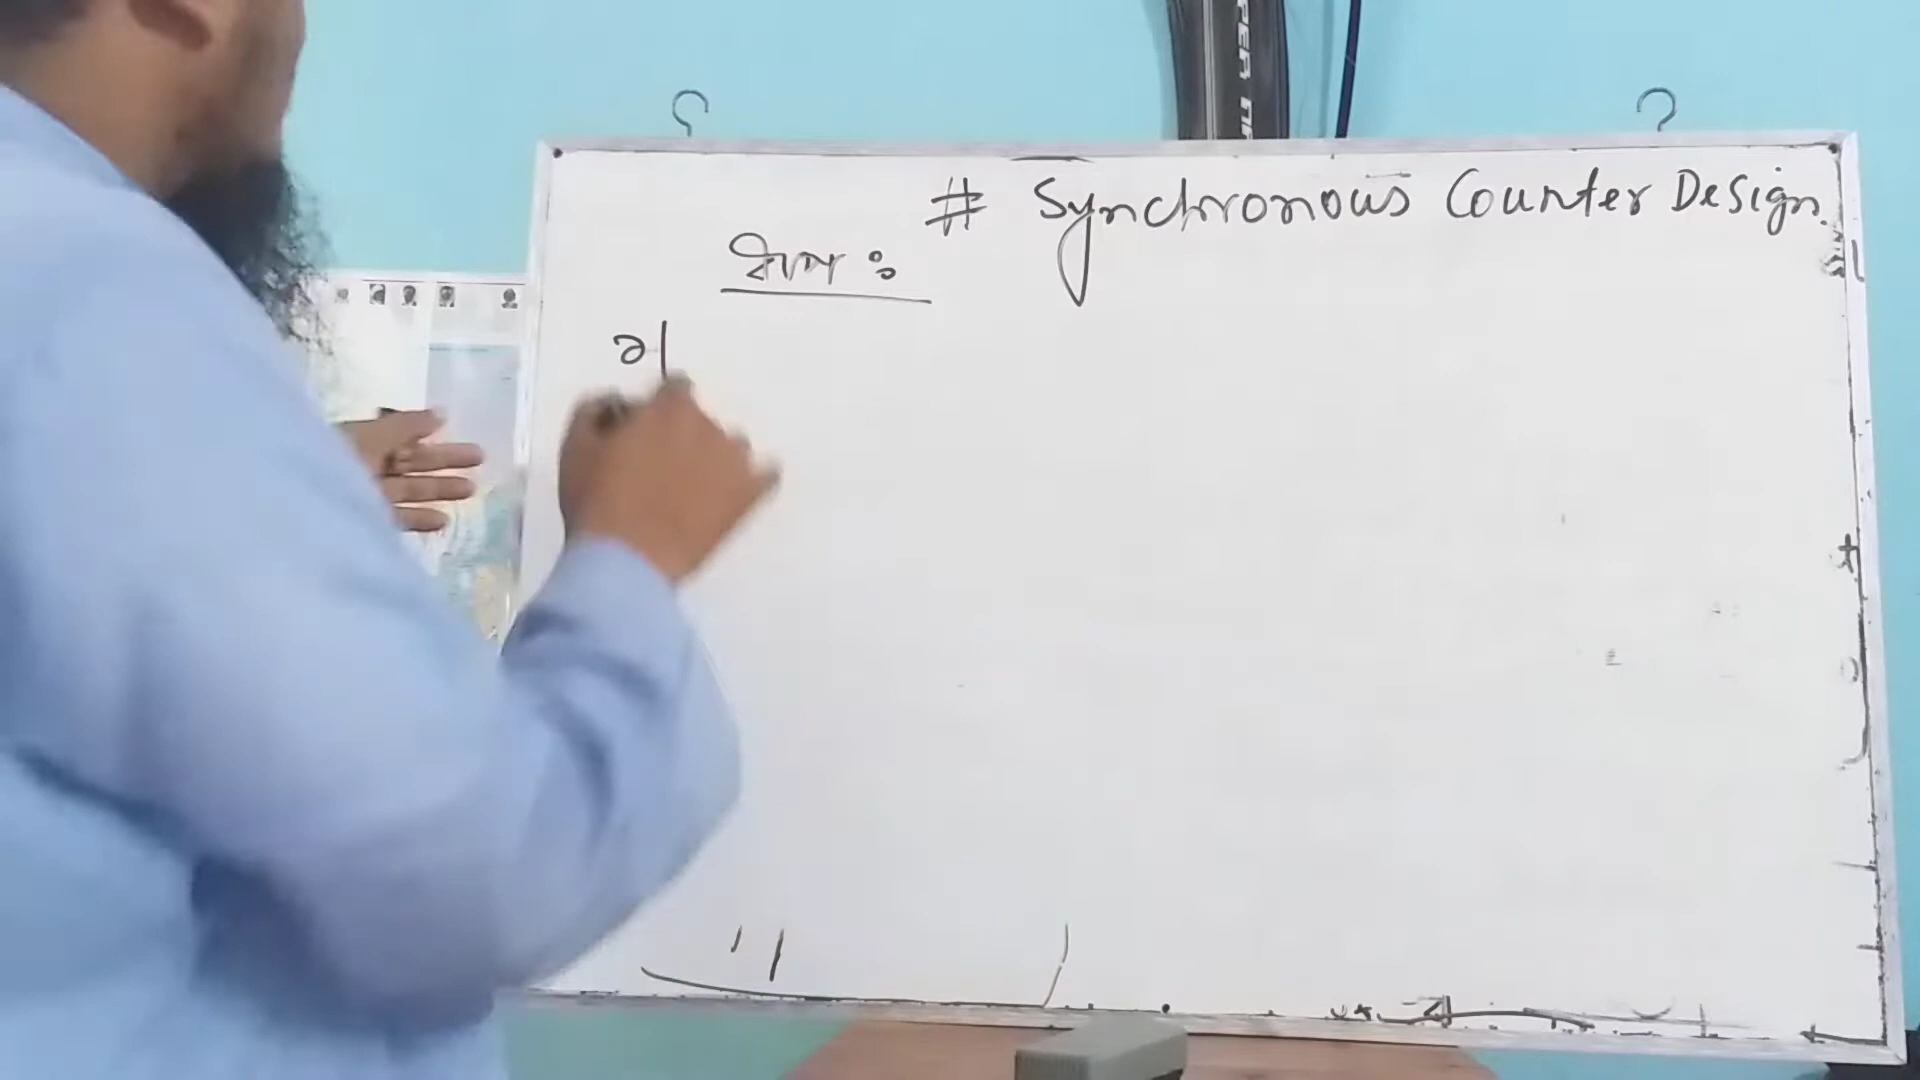 # Synchronous Counter Design.
ধাপ :
১|